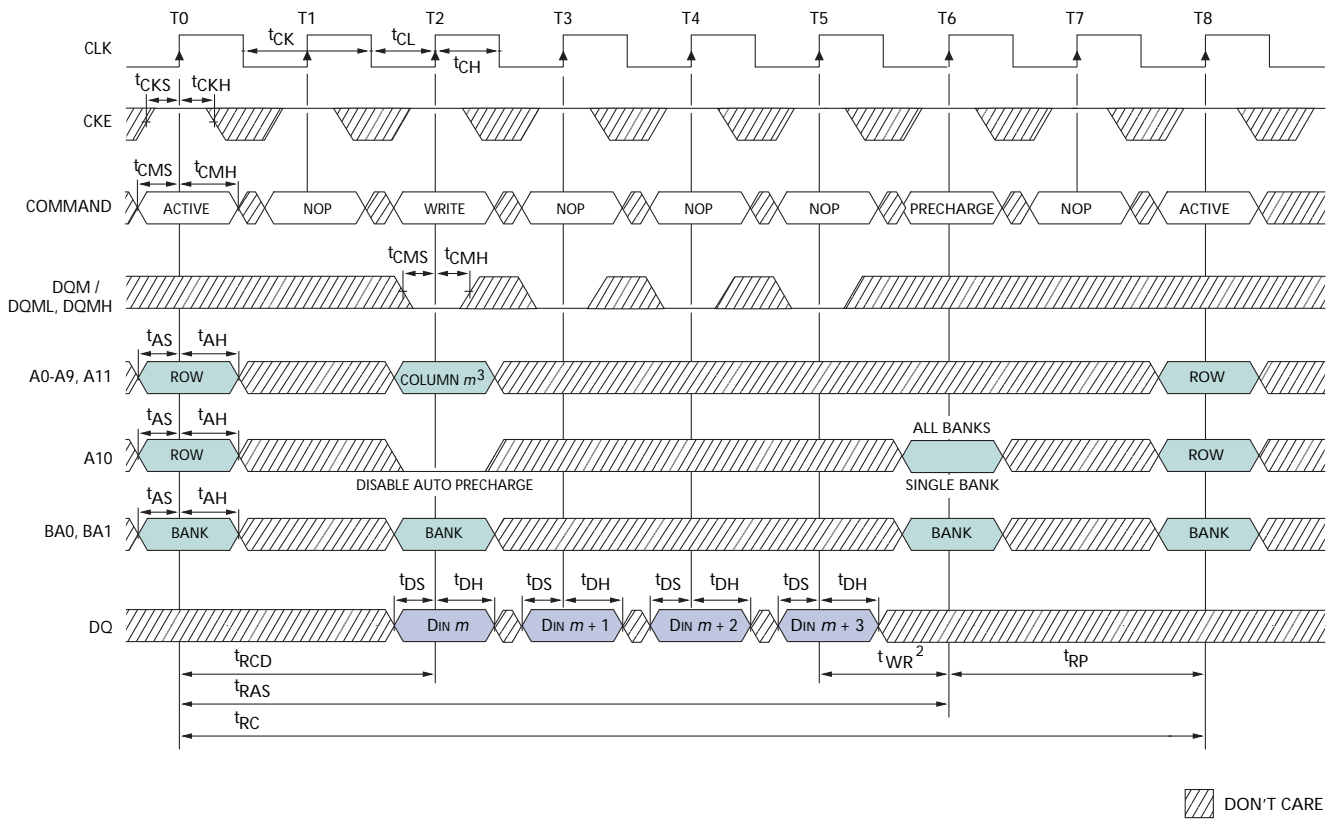 T0 T1 T2 T3 T4 T5 T6 T7 T8
CLK
tCK tCL
tCH
tCKS tCKH
CKE
tCMS tCMH
COMMAND ACTIVE NOP WRITE NOP NOP NOP PRECHARGE NOP ACTIVE
tCMS tCMH
DQM /
DQML, DQMH
tAS tAH
A0-A9, A11 ROW COLUMN m3 ROW
tAS tAH
ALL BANKS
A10 ROW ROW
DISABLE AUTO PRECHARGE SINGLE BANK
tAS tAH
BA0, BA1 BANK BANK BANK BANK
tDS tDH tDS tDH tDS tDH tDS tDH
DQ DIN m DIN m + 1 DIN m + 2 DIN m + 3
tRCD tWR2 tRP
tRAS
tRC
DON'T CARE